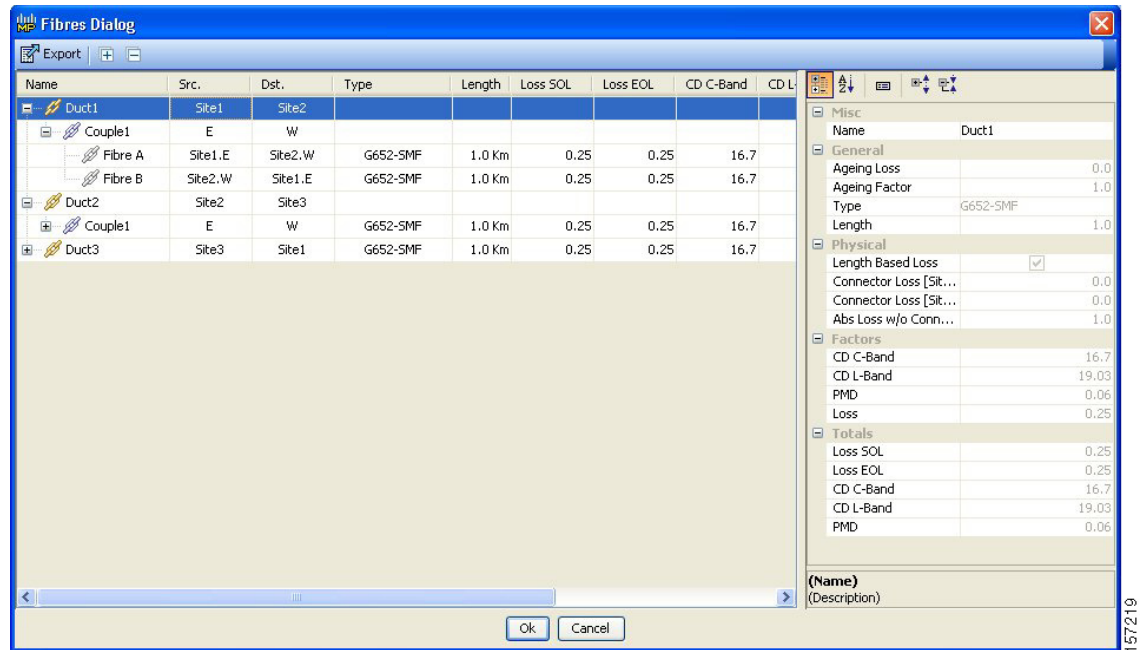 MP Fibres Dialog
Export
Name Src. Dst. Type Length Loss SOL Loss EOL CD C-Band CD L-
Duct1 Site1 Site2
Couple1 E W
Fibre A Site1.E Site2.W G652-SMF 1.0 Km 0.25 0.25 16.7
Fibre B Site2.W Site1.E G652-SMF 1.0 Km 0.25 0.25 16.7
Duct2 Site2 Site3
Couple1 E W G652-SMF 1.0 Km 0.25 0.25 16.7
Duct3 Site3 Site1 G652-SMF 1.0 Km 0.25 0.25 16.7
Misc
Name Duct1
General
Ageing Loss 0.0
Ageing Factor 1.0
Type G652-SMF
Length 1.0
Physical
Length Based Loss
Connector Loss [Sit... 0.0
Connector Loss [Sit... 0.0
Abs Loss w/o Conn... 1.0
Factors
CD C-Band 16.7
CD L-Band 19.03
PMD 0.06
Loss 0.25
Totals
Loss SOL 0.25
Loss EOL 0.25
CD C-Band 16.7
CD L-Band 19.03
PMD 0.06
(Name)
(Description)
Ok Cancel
157219